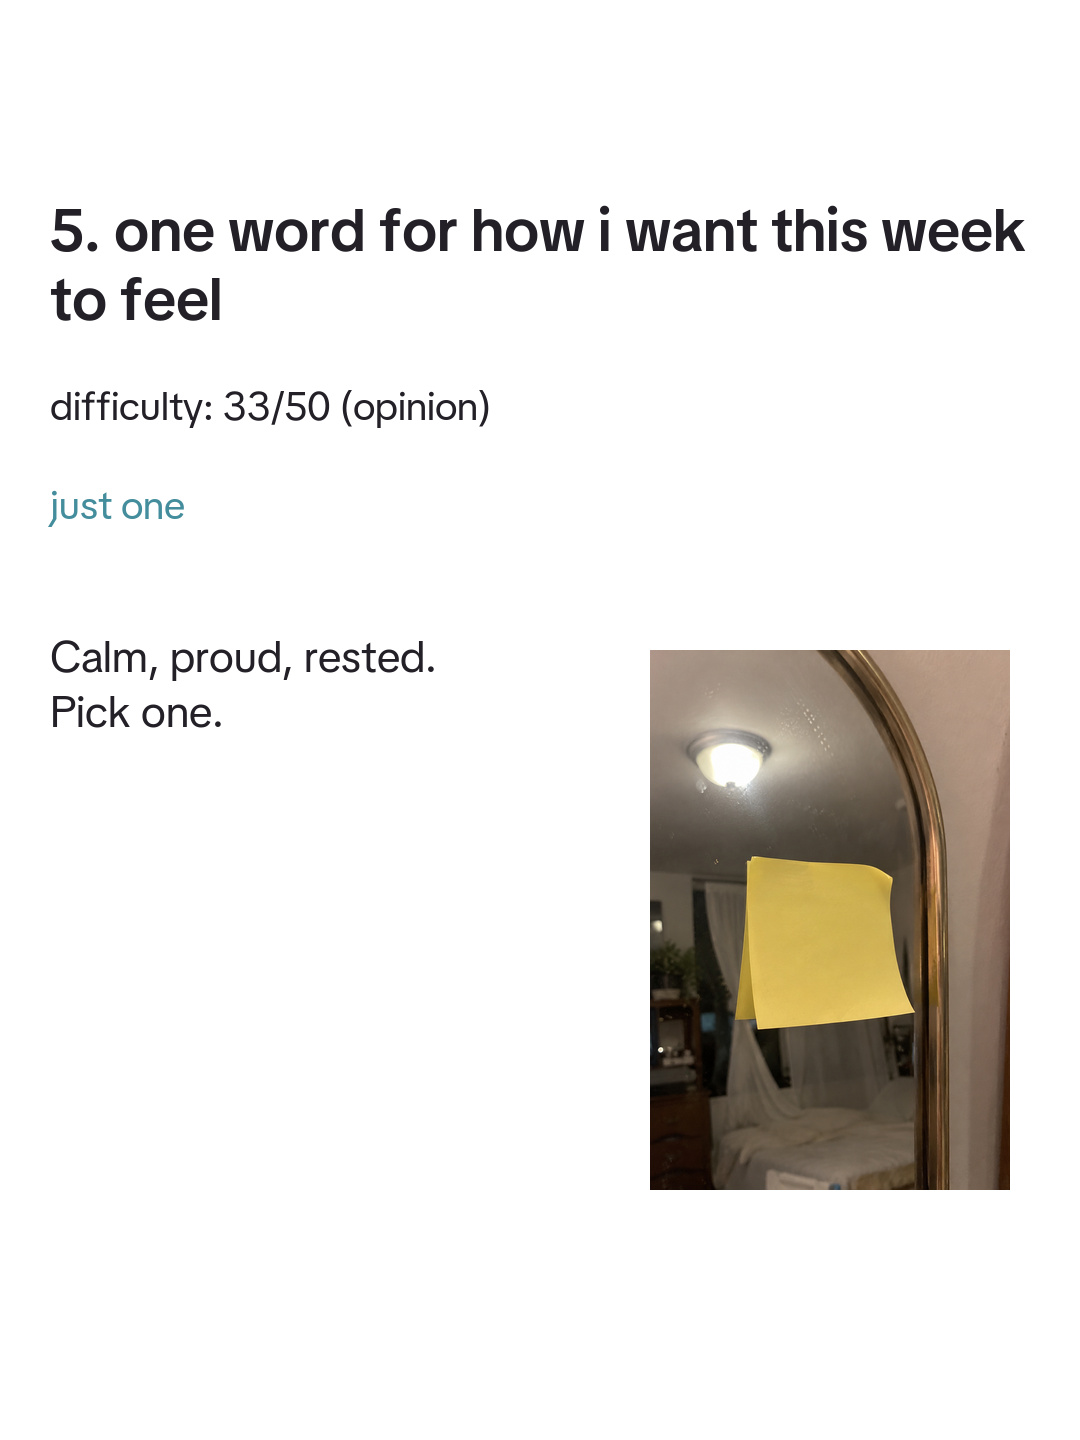 5. one word for how i want this week
to feel
difficulty: 33/50 (opinion)
just one
Calm, proud, rested.
Pick one.